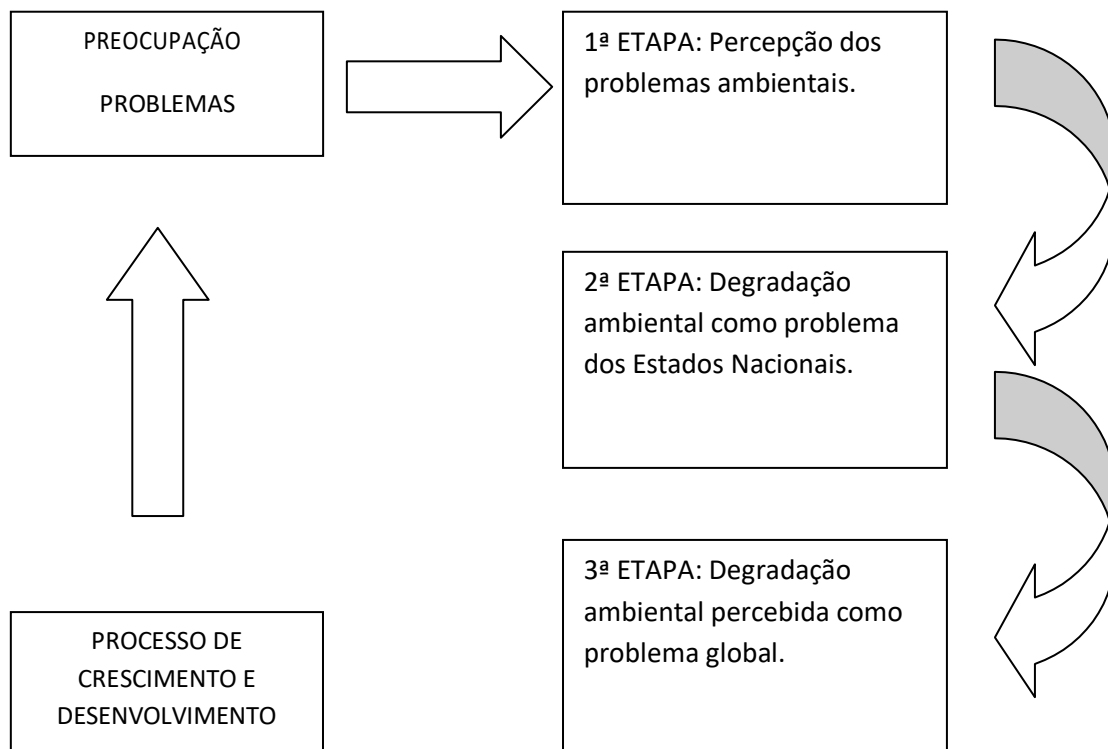 PREOCUPAÇÃO
PROBLEMAS
1ª ETAPA: Percepção dos
problemas ambientais.
2ª ETAPA: Degradação
ambiental como problema
dos Estados Nacionais.
3ª ETAPA: Degradação
ambiental percebida como
problema global.
PROCESSO DE
CRESCIMENTO E
DESENVOLVIMENTO